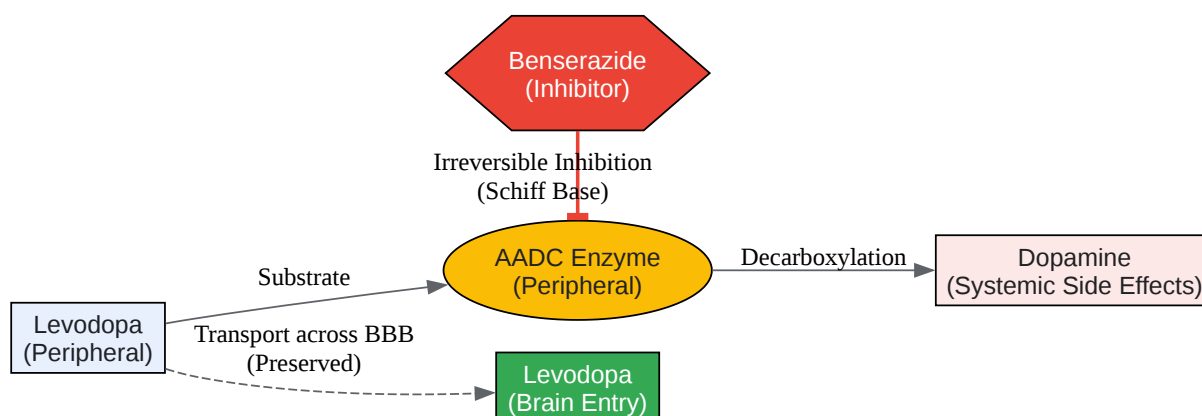 Benserazide
(Inhibitor)
Irreversible Inhibition
(Schiff Base)
AADC Enzyme
(Peripheral)
Decarboxylation
Dopamine
(Systemic Side Effects)
Substrate
Levodopa
(Peripheral)
Transport across BBB
(Preserved)
Levodopa
(Brain Entry)